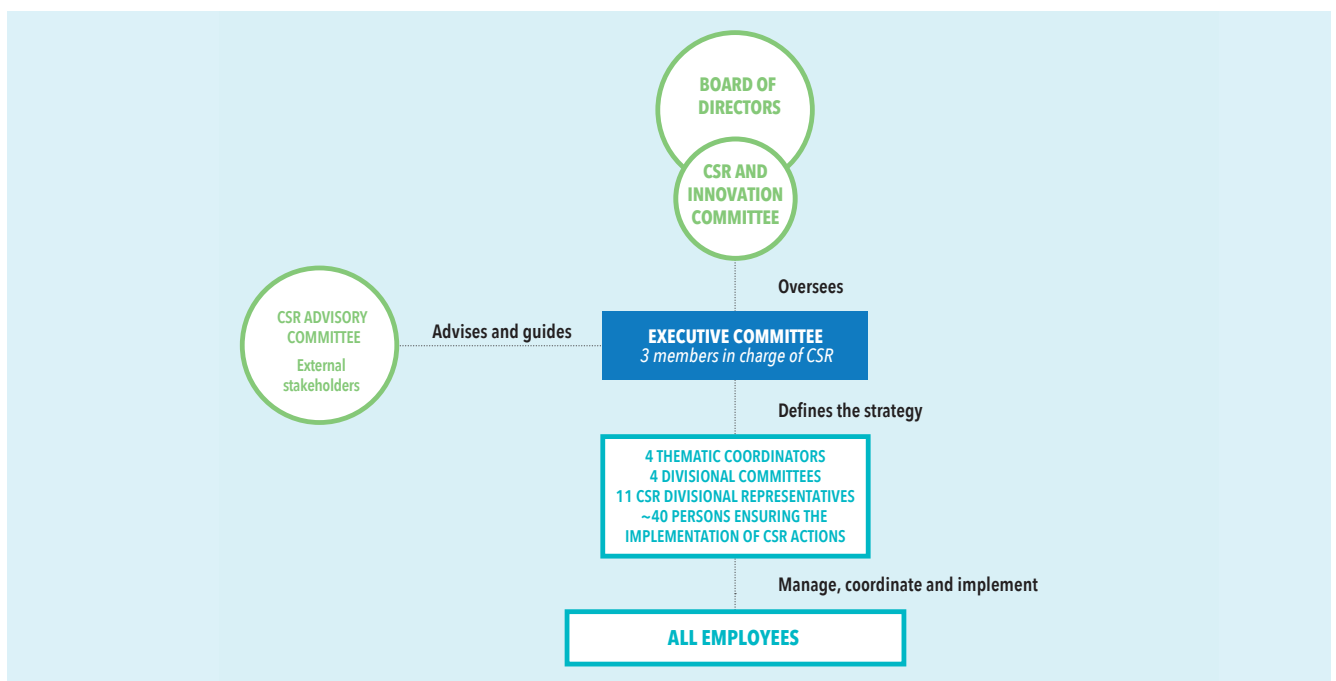 BOARD OF
DIRECTORS
CSR AND
INNOVATION
COMMITTEE
Oversees
CSR ADVISORY
COMMITTEE
External
stakeholders
Advises and guides
EXECUTIVE COMMITTEE
3 members in charge of CSR
Defines the strategy
4 THEMATIC COORDINATORS
4 DIVISIONAL COMMITTEES
11 CSR DIVISIONAL REPRESENTATIVES
~40 PERSONS ENSURING THE
IMPLEMENTATION OF CSR ACTIONS
Manage, coordinate and implement
ALL EMPLOYEES